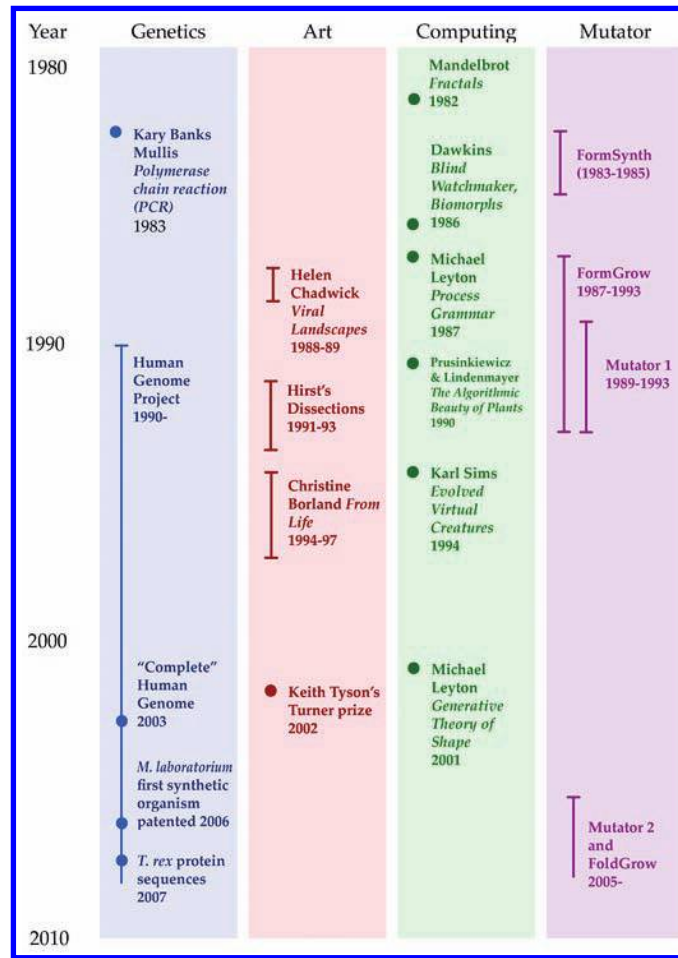 Year
Genetics
Art
Computing
Mutator
1980
1990
2000
2010
Kary Banks
Mullis
Polymerase
chain reaction
(PCR)
1983
Human
Genome
Project
1990-
"Complete"
Human
Genome
2003
M. laboratorium
first synthetic
organism
patented 2006
T. rex protein
sequences
2007
Helen
Chadwick
Viral
Landscapes
1988-89
Hirst's
Dissections
1991-93
Christine
Borland From
Life
1994-97
Keith Tyson's
Turner prize
2002
Mandelbrot
Fractals
1982
Dawkins
Blind
Watchmaker,
Biomorphs
1986
Michael
Leyton
Process
Grammar
1987
Prusinkiewicz
& Lindenmayer
The Algorithmic
Beauty of Plants
1990
Karl Sims
Evolved
Virtual
Creatures
1994
Michael
Leyton
Generative
Theory of
Shape
2001
FormSynth
(1983-1985)
FormGrow
1987-1993
Mutator 1
1989-1993
Mutator 2
and
FoldGrow
2005-